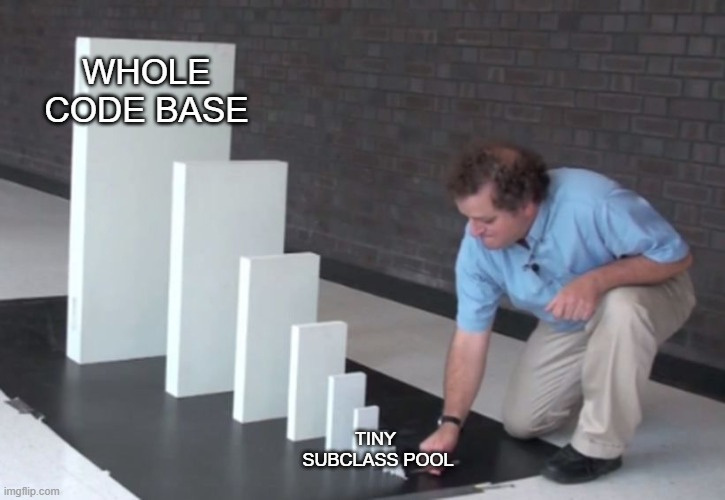 WHOLE
CODE BASE
TINY
SUBCLASS POOL
imgflip.com